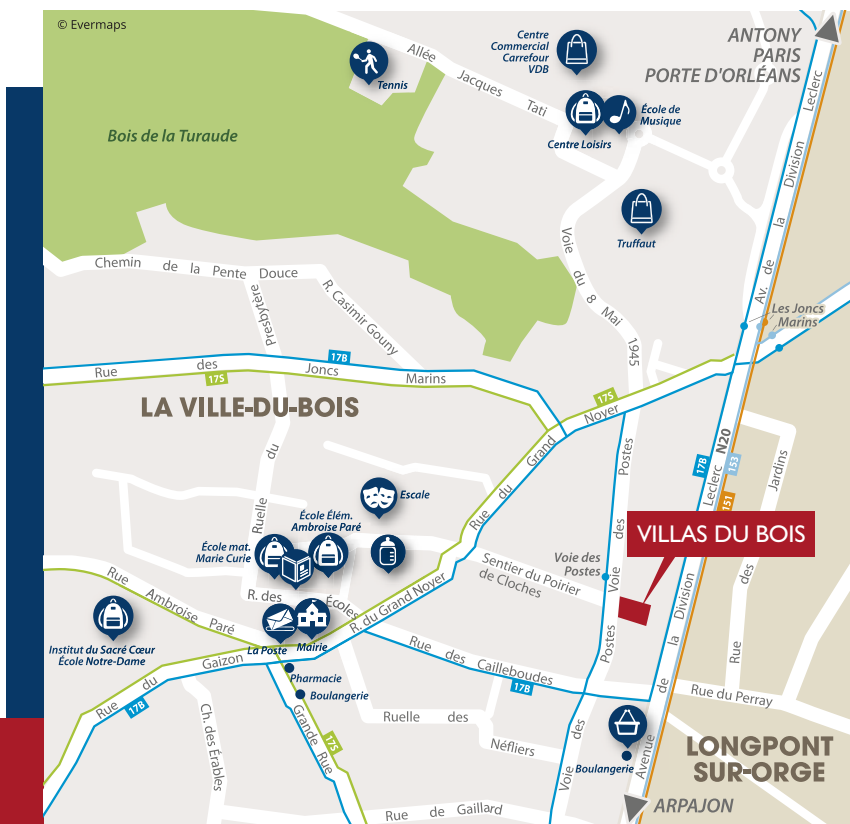 © Evermaps
ANTONY
PARIS
PORTE D'ORLÉANS
Centre
Commercial
Carrefour
VDB
Allée Jacques Tati
Tennis
École de
Musique
Centre Loisirs
Bois de la Turaude
Truffaut
Av. de la Division Leclerc
Chemin de la Pente Douce
Voie du 8 Mai 1945
R. Casimir Gouny
Les Joncs
Marins
17B
Rue des Joncs Marins
17S
17S
LA VILLE-DU-BOIS
Rue du Grand Noyer
N20
17B
153
151
Ruelle du Presbytère
Escale
École Élém.
Ambroise Paré
École mat.
Marie Curie
VILLAS DU BOIS
Voie des
Postes
Sentier du Poirier
de Cloches
Rue des Jardins
Rue Ambroise Paré
R. des Écoles
R. du Grand Noyer
Voie des Postes
La Poste
Mairie
Institut du Sacré Cœur
École Notre-Dame
Rue du Gaizon
17B
Pharmacie
Boulangerie
Rue des Cailleboudes
17B
Rue du Perray
Ch. des Érables
Grande Rue
17S
Ruelle des Néfliers
Voie des Postes
Boulangerie
Avenue de la Division Leclerc
LONGPONT
SUR-ORGE
Rue de Gaillard
ARPAJON